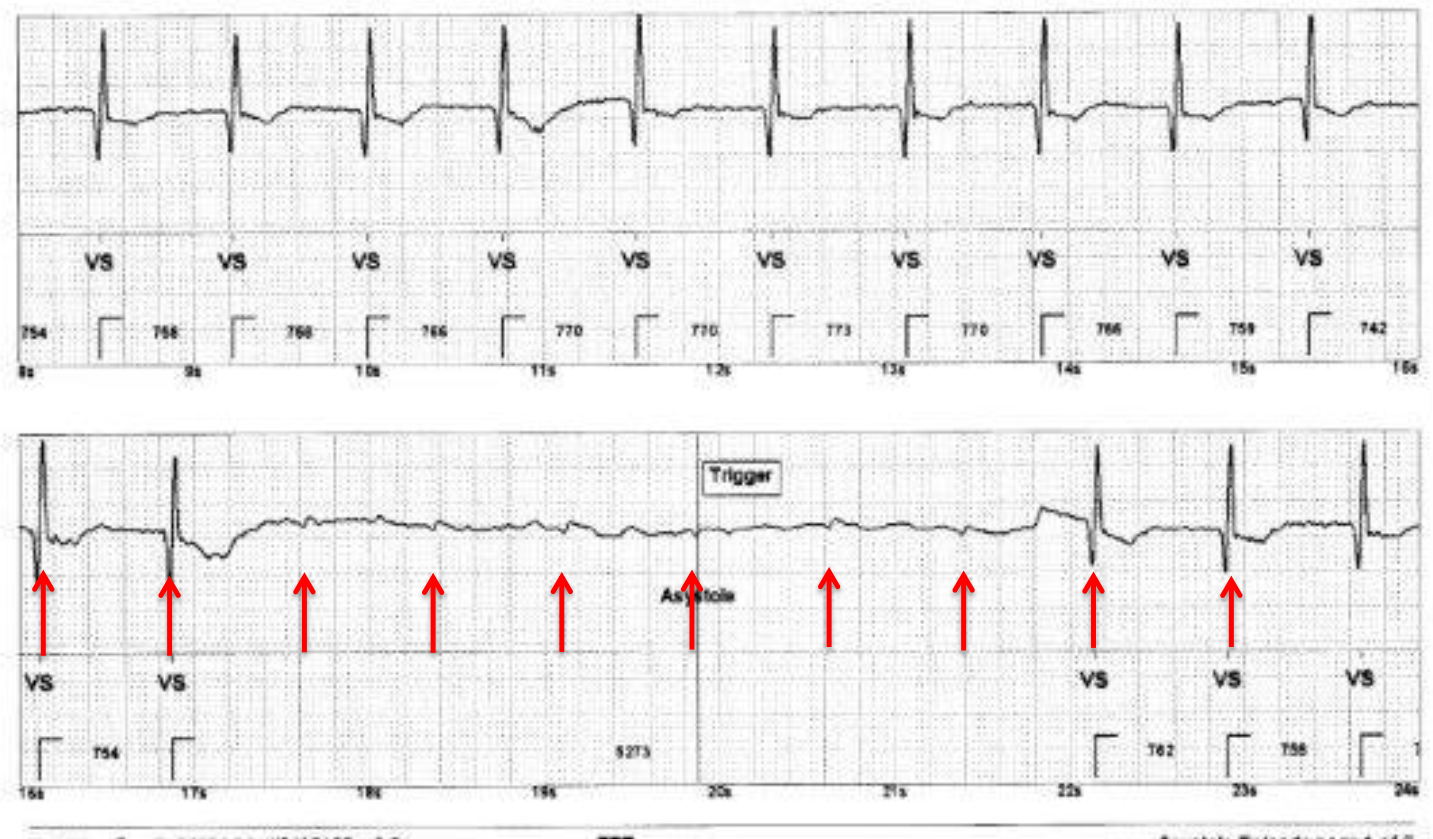 VS VS VS VS VS VS VS VS VS VS
754 758 768 766 770 770 773 770 766 759 742
8s 9s 10s 11s 12s 13s 14s 15s 16s
Trigger
Asystole
VS VS VS VS VS
754 5273 762 755
16s 17s 18s 19s 20s 21s 22s 23s 24s